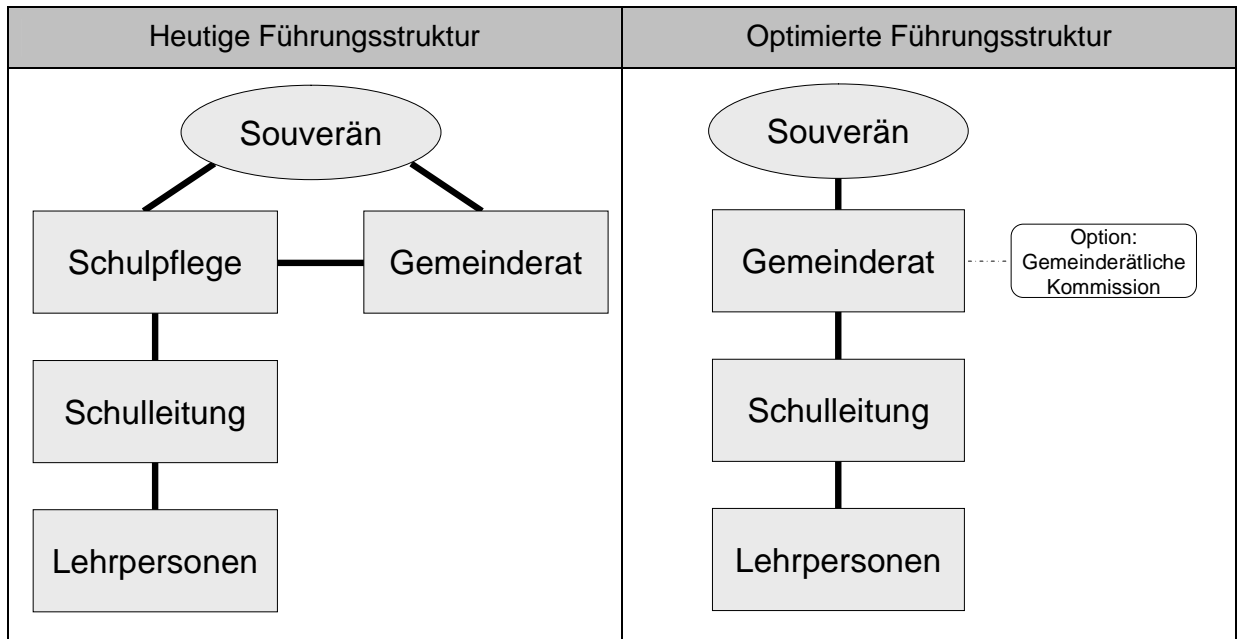 Heutige Führungsstruktur
Souverän
Schulpflege
Gemeinderat
Schulleitung
Lehrpersonen
Optimierte Führungsstruktur
Souverän
Gemeinderat
Option:
Gemeinderätliche
Kommission
Schulleitung
Lehrpersonen